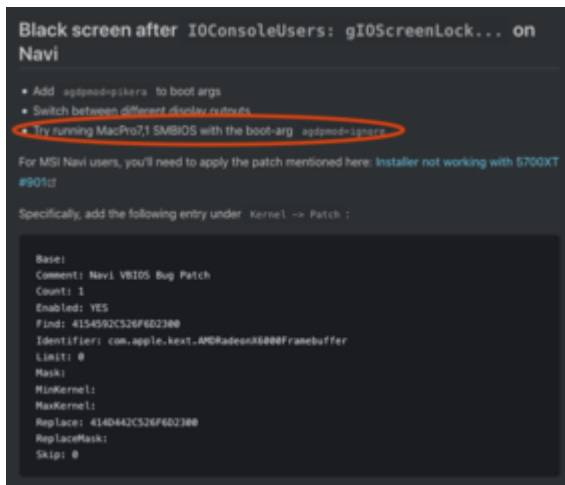 Black screen after IOConsoleUsers: gIOScreenLock... on
Navi
Add agdpmod=pikera to boot args
Switch between different display outputs
Try running MacPro7,1 SMBIOS with the boot-arg agdpmod=ignore
For MSI Navi users, you'll need to apply the patch mentioned here: Installer not working with 5700XT
#901
Specifically, add the following entry under Kernel -> Patch :
Base:
Comment: Navi VBIOS Bug Patch
Count: 1
Enabled: YES
Find: 4154592C526F6D2300
Identifier: com.apple.kext.AMDRadeonX6000Framebuffer
Limit: 0
Mask:
MinKernel:
MaxKernel:
Replace: 414D442C526F6D2300
ReplaceMask:
Skip: 0